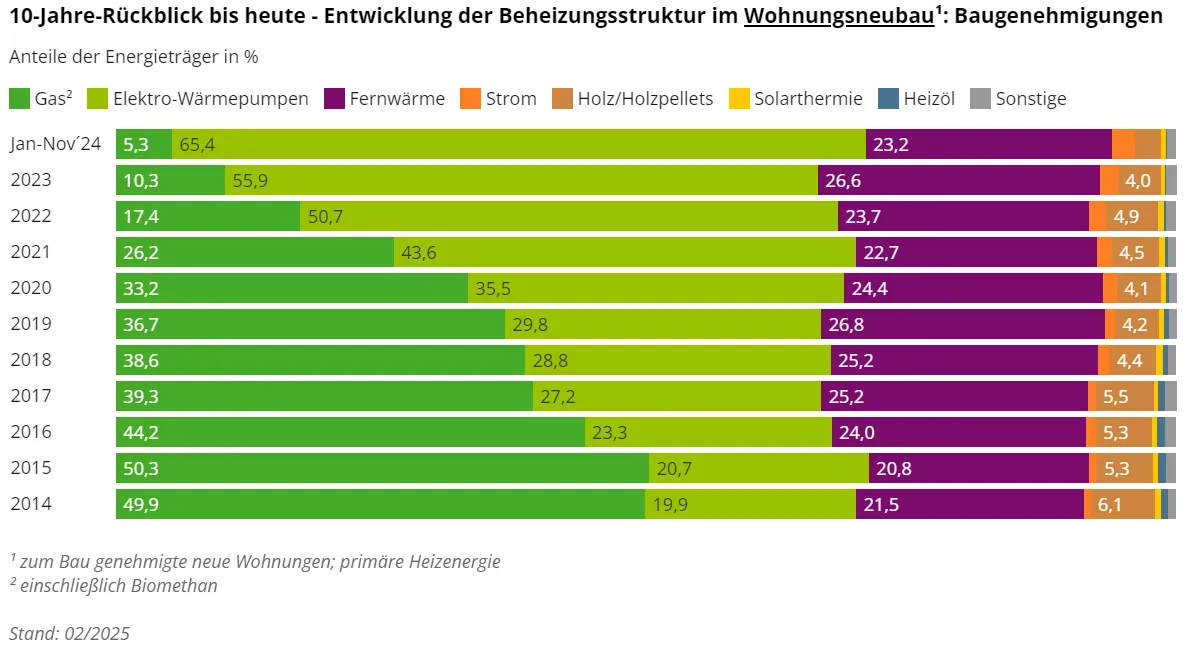 10-Jahre-Rückblick bis heute - Entwicklung der Beheizungsstruktur im Wohnungsneubau¹: Baugenehmigungen
Anteile der Energieträger in %
Gas² Elektro-Wärmepumpen Fernwärme Strom Holz/Holzpellets Solarthermie Heizöl Sonstige
Jan-Nov´24 5,3 65,4 23,2
2023 10,3 55,9 26,6 4,0
2022 17,4 50,7 23,7 4,9
2021 26,2 43,6 22,7 4,5
2020 33,2 35,5 24,4 4,1
2019 36,7 29,8 26,8 4,2
2018 38,6 28,8 25,2 4,4
2017 39,3 27,2 25,2 5,5
2016 44,2 23,3 24,0 5,3
2015 50,3 20,7 20,8 5,3
2014 49,9 19,9 21,5 6,1
¹ zum Bau genehmigte neue Wohnungen; primäre Heizenergie
² einschließlich Biomethan
Stand: 02/2025